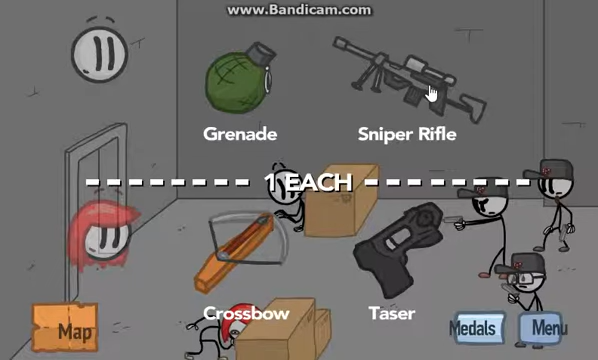 www.Bandicam.com
Grenade
Sniper Rifle
1 EACH
Crossbow
Taser
Map
Medals
Menu